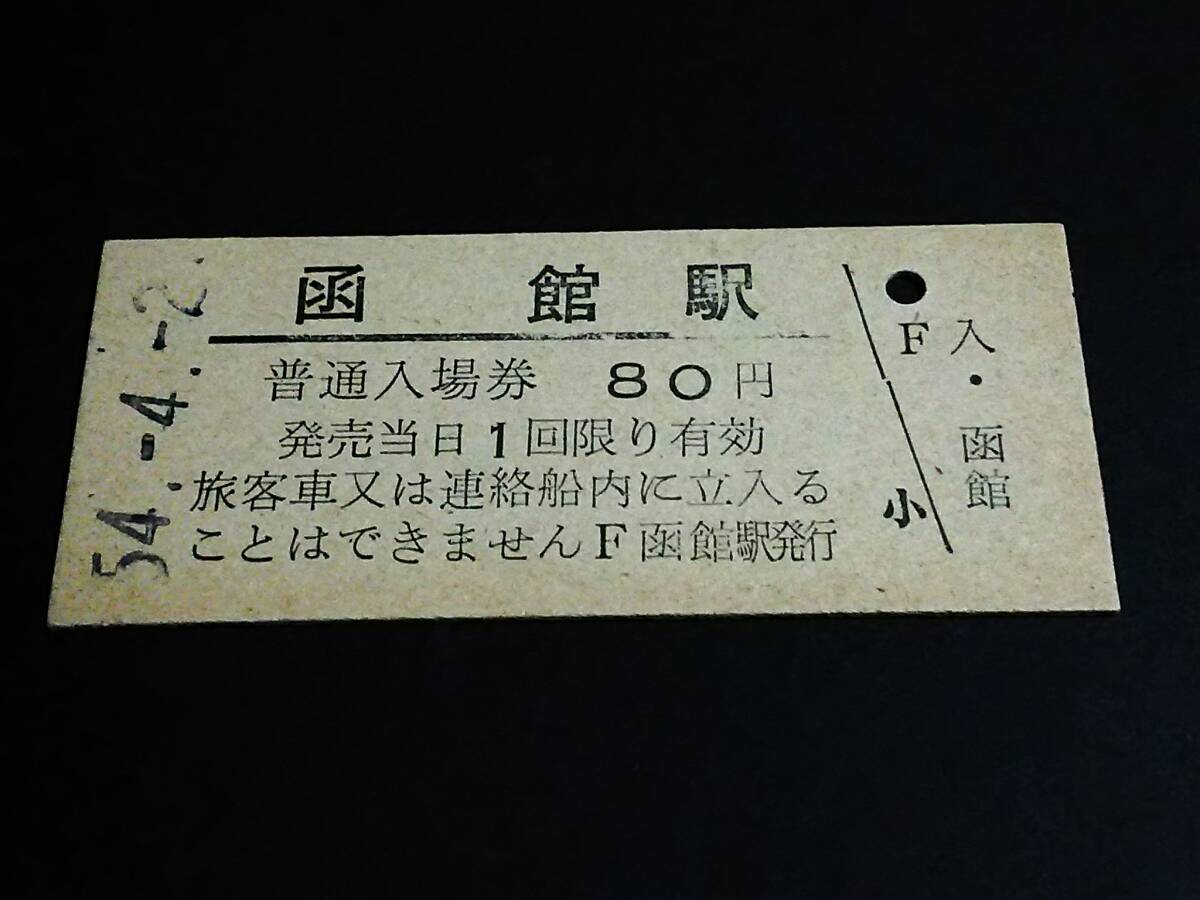 54.-4.-2.
函館駅
普通入場券 80円
発売当日1回限り有効
旅客車又は連絡船内に立入る
ことはできませんF函館駅発行
F
小
入・函館